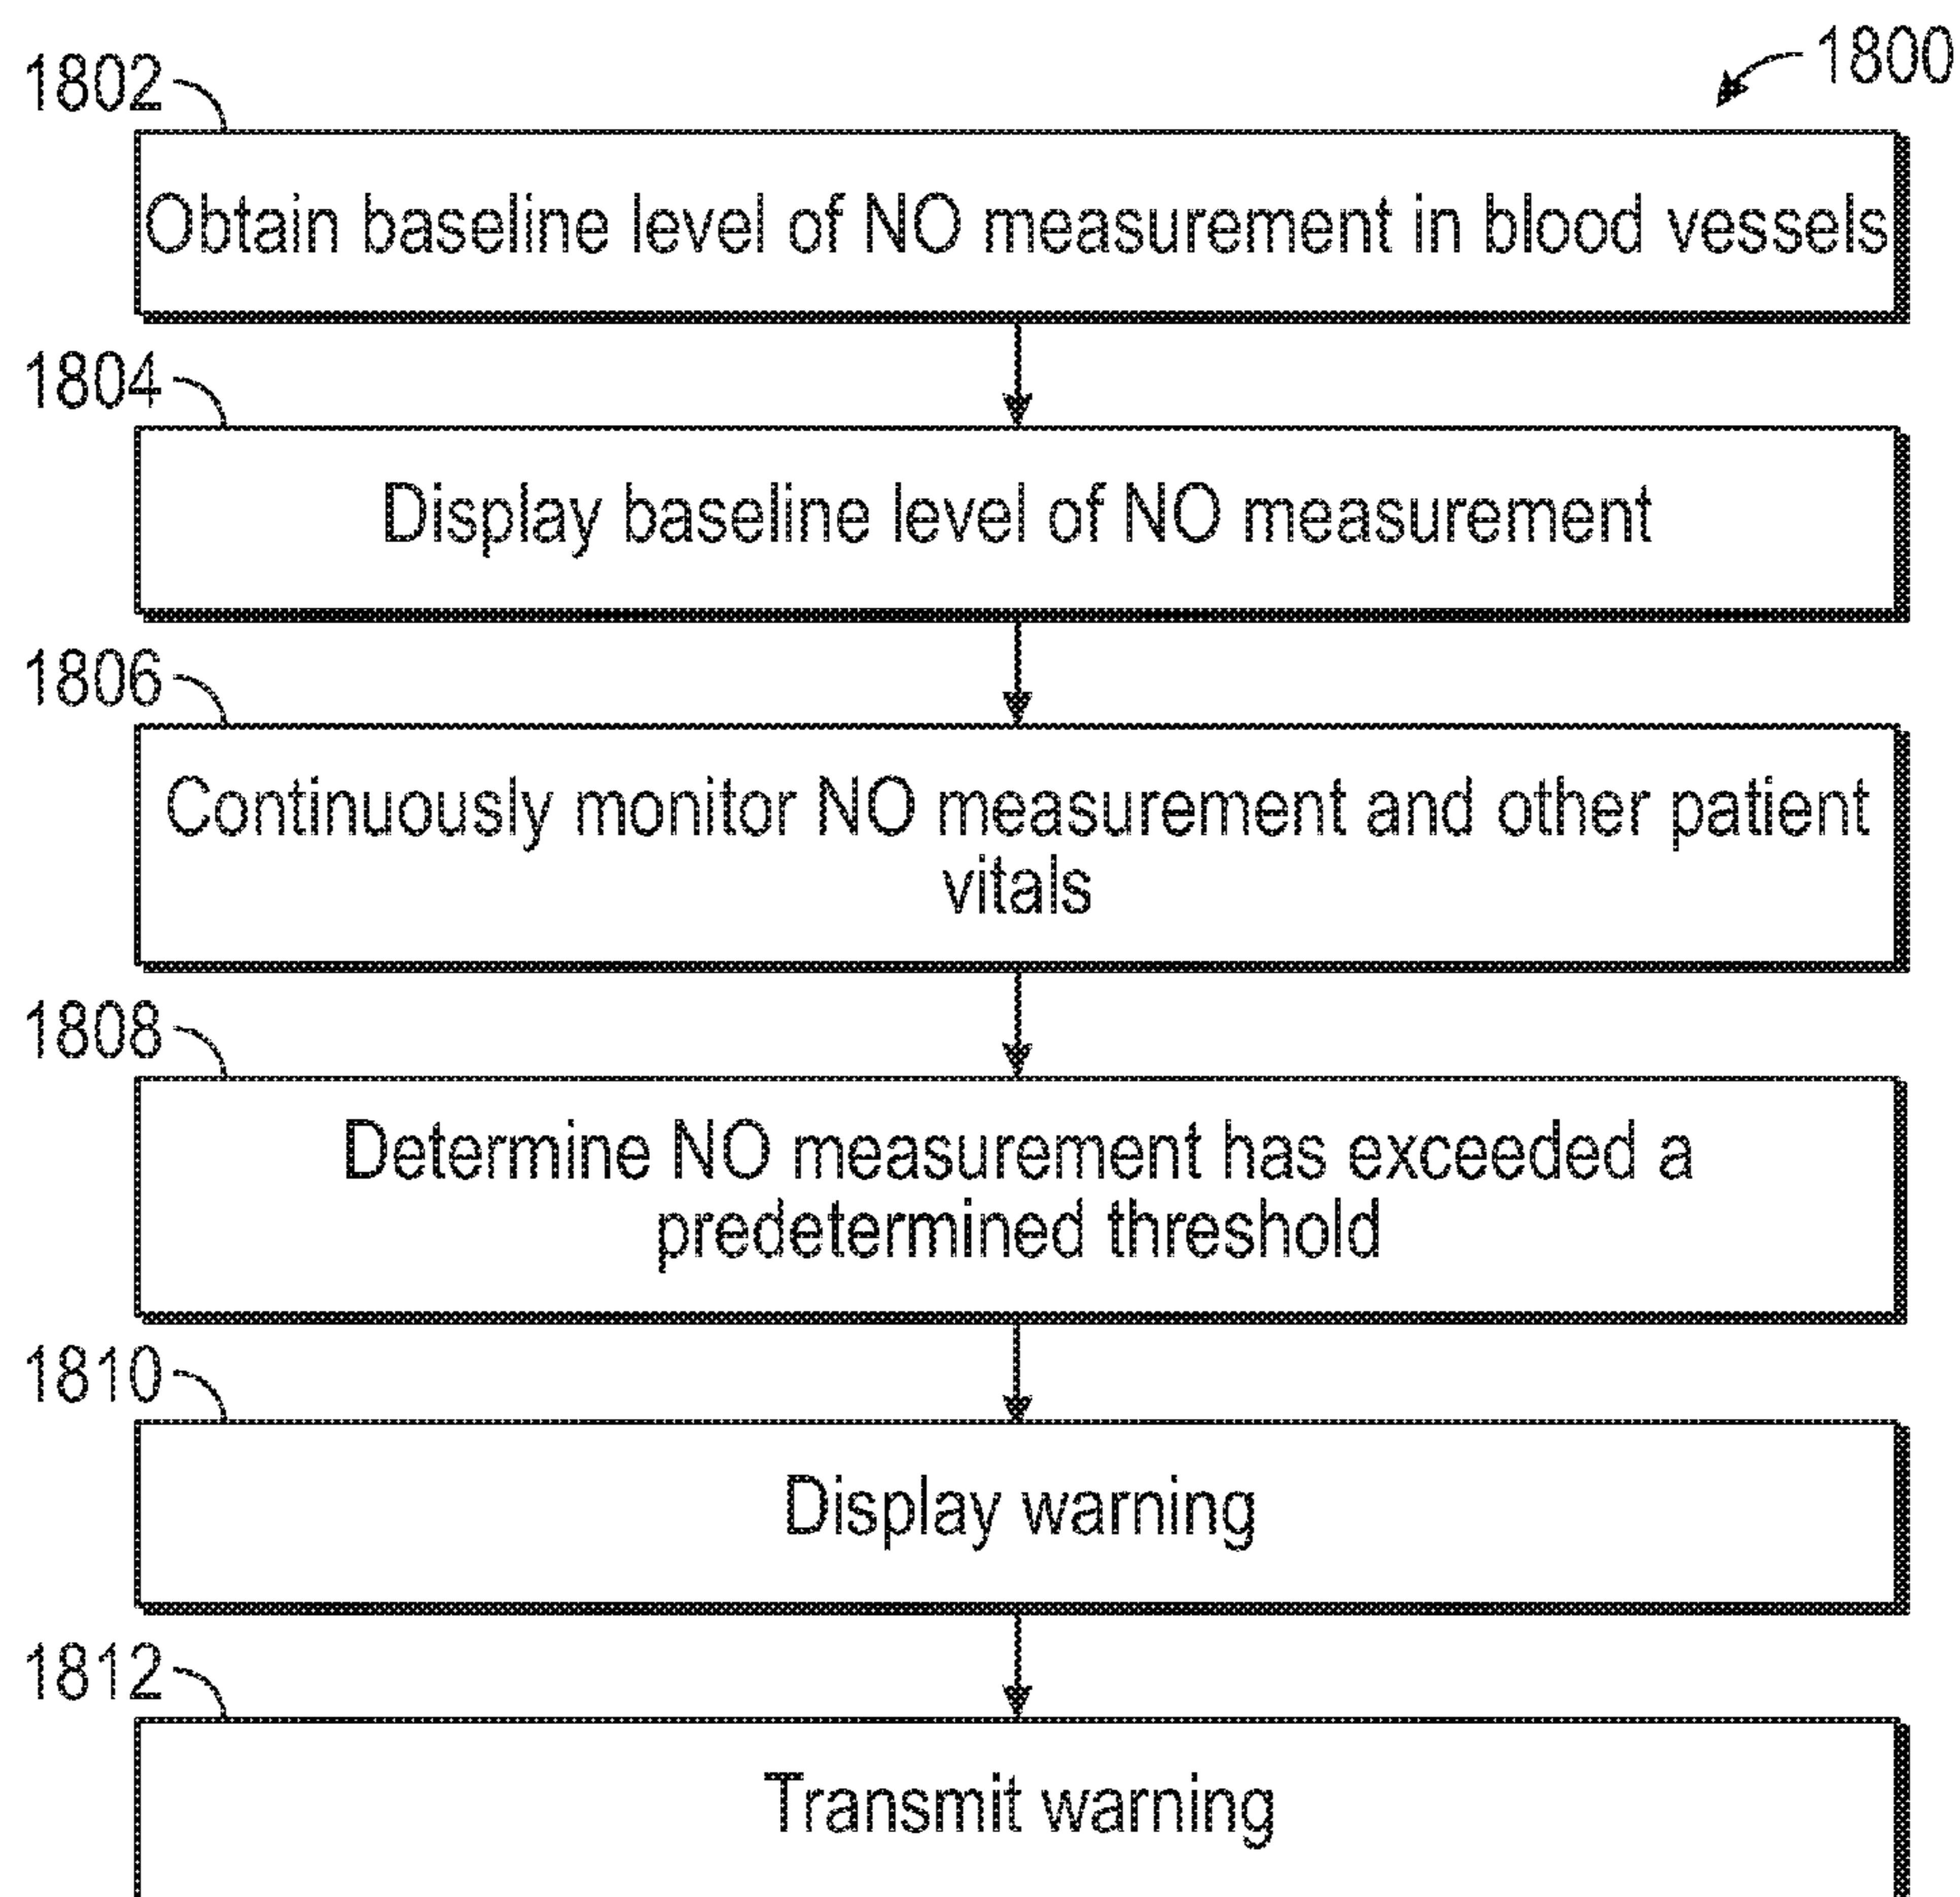 1800
1802
Obtain baseline level of NO measurement in blood vessels
1804
Display baseline level of NO measurement
1806
Continuously monitor NO measurement and other patient
vitals
1808
Determine NO measurement has exceeded a
predetermined threshold
1810
Display warning
1812
Transmit warning